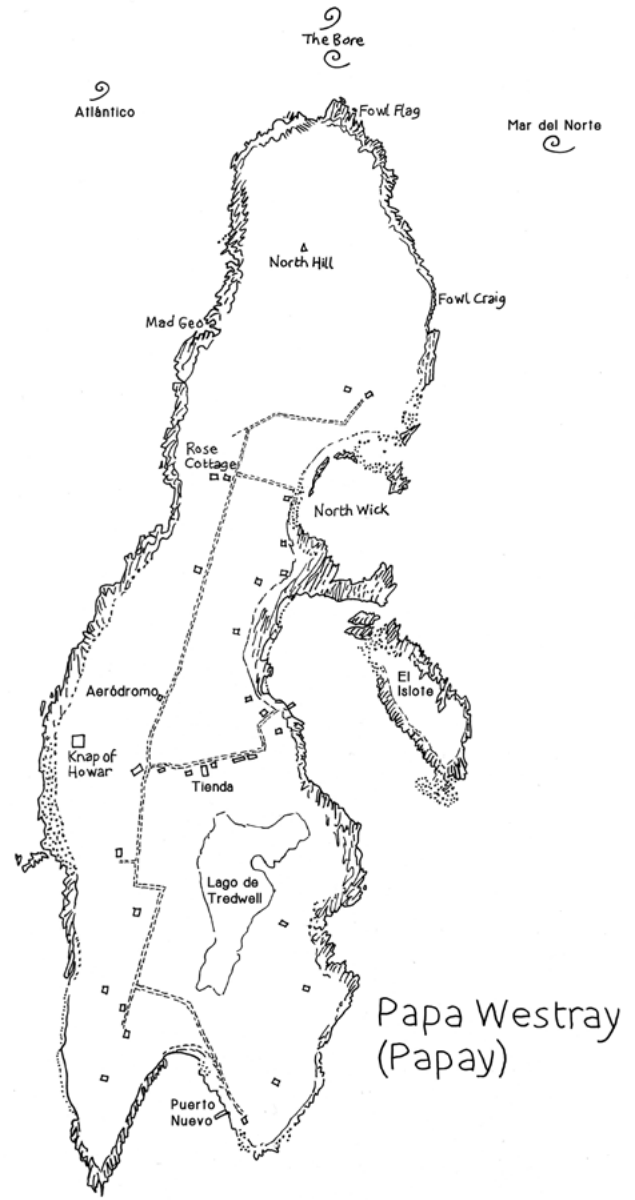 The Bore
Atlántico
Fowl Flag
Mar del Norte
North Hill
Fowl Craig
Mad Geo
Rose
Cottage
North Wick
El
Islote
Aeródromo
Knap of
Howar
Tienda
Lago de
Tredwell
Papa Westray
(Papay)
Puerto
Nuevo